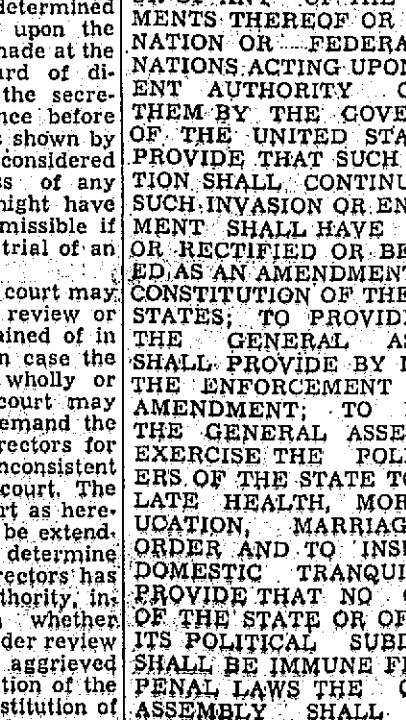 determined
upon the
made at the
ard of di-
the secre-
nce before
s shown by
considered
ss of any
might have
missible if
trial of an
court may
review or
ained of in
n case the
wholly or
court may
emand the
rectors for
nconsistent
court. The
rt as here-
be extend-
determine
rectors has
thority, in-
whether
der review
aggrieved
tion of the
stitution of
MENTS THEREOF OR
NATION OR FEDERA
NATIONS ACTING UPON
ENT AUTHORITY
THEM BY THE GOVE
OF THE UNITED STA
PROVIDE THAT SUCH
TION SHALL CONTINU
SUCH INVASION OR EN
MENT SHALL HAVE
OR RECTIFIED OR BE
ED AS AN AMENDMENT
CONSTITUTION OF THE
STATES; TO PROVIDE
THE GENERAL AS
SHALL PROVIDE BY
THE ENFORCEMENT
AMENDMENT; TO
THE GENERAL ASSE
EXERCISE THE POLI
ERS OF THE STATE TO
LATE HEALTH, MOR
UCATION, MARRIAG
ORDER AND TO INSU
DOMESTIC TRANQUI
PROVIDE THAT NO
OF THE STATE OR OF
ITS POLITICAL SUBD
SHALL BE IMMUNE F
PENAL LAWS THE
ASSEMBLY SHALL